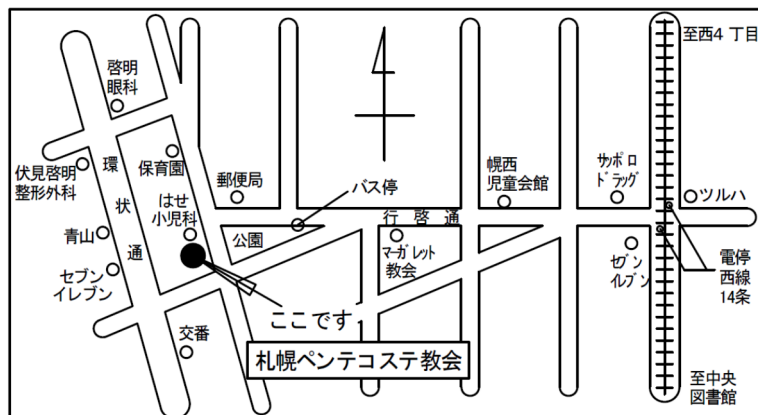 至西4 丁目
啓明
眼科
環
状
通
保育園
伏見啓明
整形外科
はせ
小児科
郵便局
バス停
幌西
児童会館
サッポロ
ドラッグ
ツルハ
行 啓 通
公園
青山
マーガレット
教会
セブン
イレブン
セブン
イレブン
電停
西線
14条
ここです
交番
札幌ペンテコステ教会
至中央
図書館